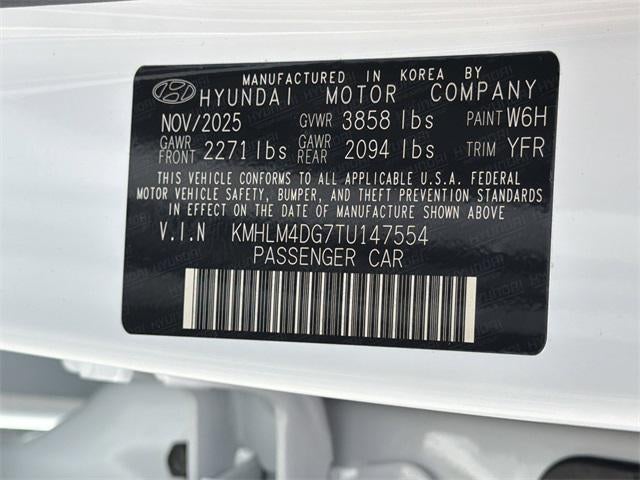 MANUFACTURED IN KOREA BY
HYUNDAI MOTOR COMPANY
NOV/2025 GVWR 3858 lbs PAINT W6H
GAWR FRONT 2271 lbs GAWR REAR 2094 lbs TRIM YFR
THIS VEHICLE CONFORMS TO ALL APPLICABLE U.S.A. FEDERAL
MOTOR VEHICLE SAFETY, BUMPER, AND THEFT PREVENTION STANDARDS
IN EFFECT ON THE DATE OF MANUFACTURE SHOWN ABOVE
V.I.N KMHLM4DG7TU147554
PASSENGER CAR